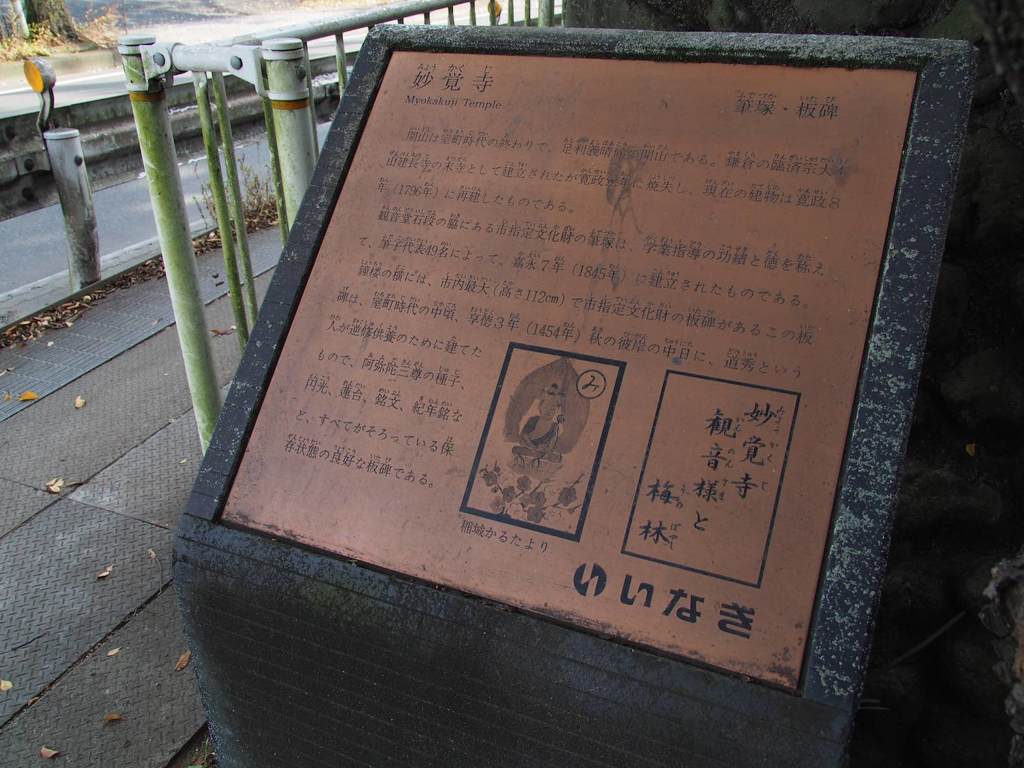 妙覚寺
Myokakuji Temple
筆塚・板碑
開山は室町時代の終わりで、足利義晴が開山である。鎌倉の臨済宗大本
山建長寺の末寺として建立されたが寛政 年に焼失し、現在の建物は寛政8
年（1796年）に再建したものである。
観音堂石段の脇にある市指定文化財の筆塚は、学業指導の功績と徳を称え
て、筆子代表49名によって、嘉永7年（1845年）に建立されたものである。
鐘楼の横には、市内最大（高さ112cm）で市指定文化財の板碑があるこの板
碑は、室町時代の中頃、享徳3年（1454年）秋の彼岸の中日に、道秀という
人が逆修供養のために建てた
もので、阿弥陀三尊の種子、
円光、蓮台、銘文、紀年銘な
ど、すべてがそろっている保
存状態の良好な板碑である。
み
稲城かるたより
妙覚寺
観音様と
梅林
いなぎ